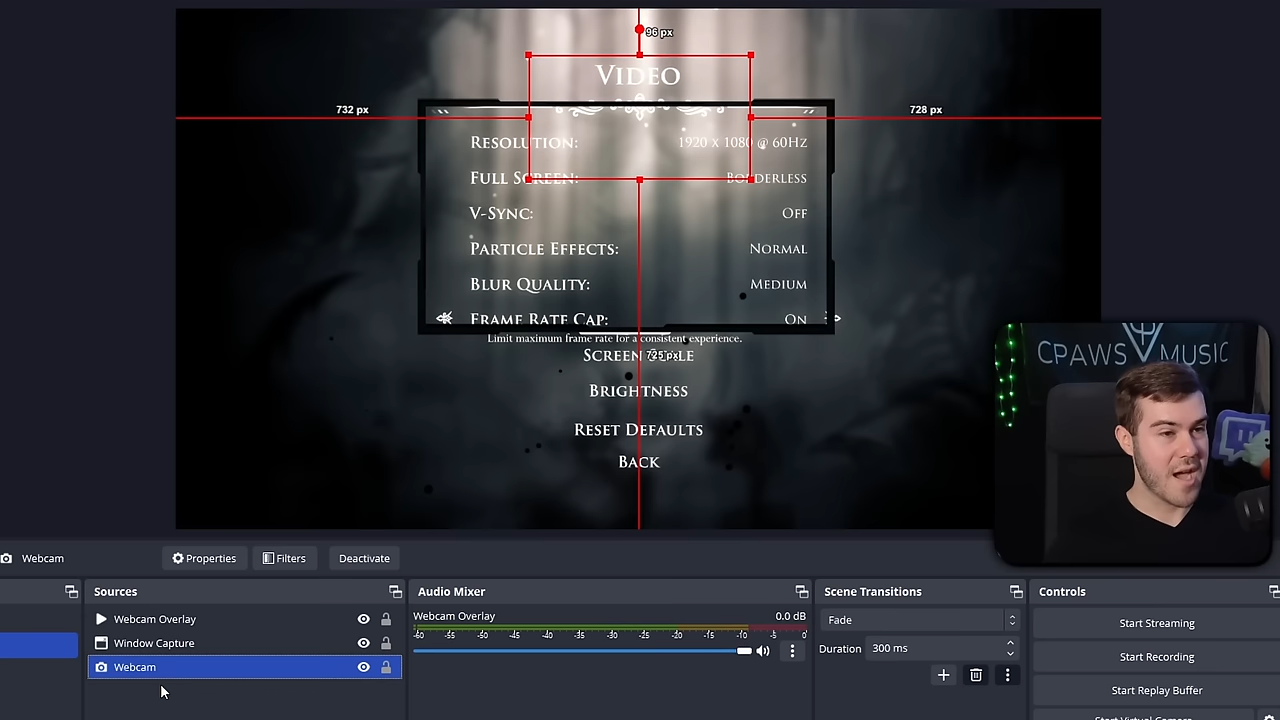 96 px
VIDEO
732 px
728 px
RESOLUTION: 1920 X 1080 @ 60HZ
FULL SCREEN: BORDERLESS
V-SYNC: OFF
PARTICLE EFFECTS: NORMAL
BLUR QUALITY: MEDIUM
FRAME RATE CAP: ON
Limit maximum frame rate for a consistent experience.
SCREEN
BRIGHTNESS
RESET DEFAULTS
BACK
CPAWS MUSIC
Webcam Properties Filters Deactivate
Sources Audio Mixer Scene Transitions Controls
Webcam Overlay
Window Capture
Webcam
Webcam Overlay 0.0 dB
-60 -55 -50 -45 -40 -35 -30 -25 -20 -15 -10 -5 0
Fade
Duration 300 ms
Start Streaming
Start Recording
Start Replay Buffer
Start Virtual Camera